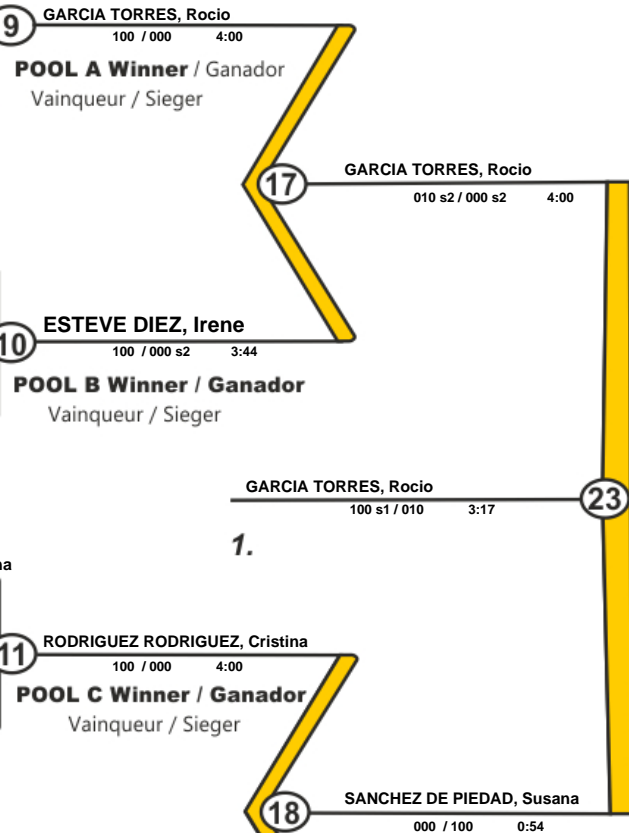 9
GARCIA TORRES, Rocio
100 / 000 4:00
POOL A Winner / Ganador
Vainqueur / Sieger
17
GARCIA TORRES, Rocio
010 s2 / 000 s2 4:00
10
ESTEVE DIEZ, Irene
100 / 000 s2 3:44
POOL B Winner / Ganador
Vainqueur / Sieger
GARCIA TORRES, Rocio
100 s1 / 010 3:17
23
1.
na
11
RODRIGUEZ RODRIGUEZ, Cristina
100 / 000 4:00
POOL C Winner / Ganador
Vainqueur / Sieger
18
SANCHEZ DE PIEDAD, Susana
000 / 100 0:54